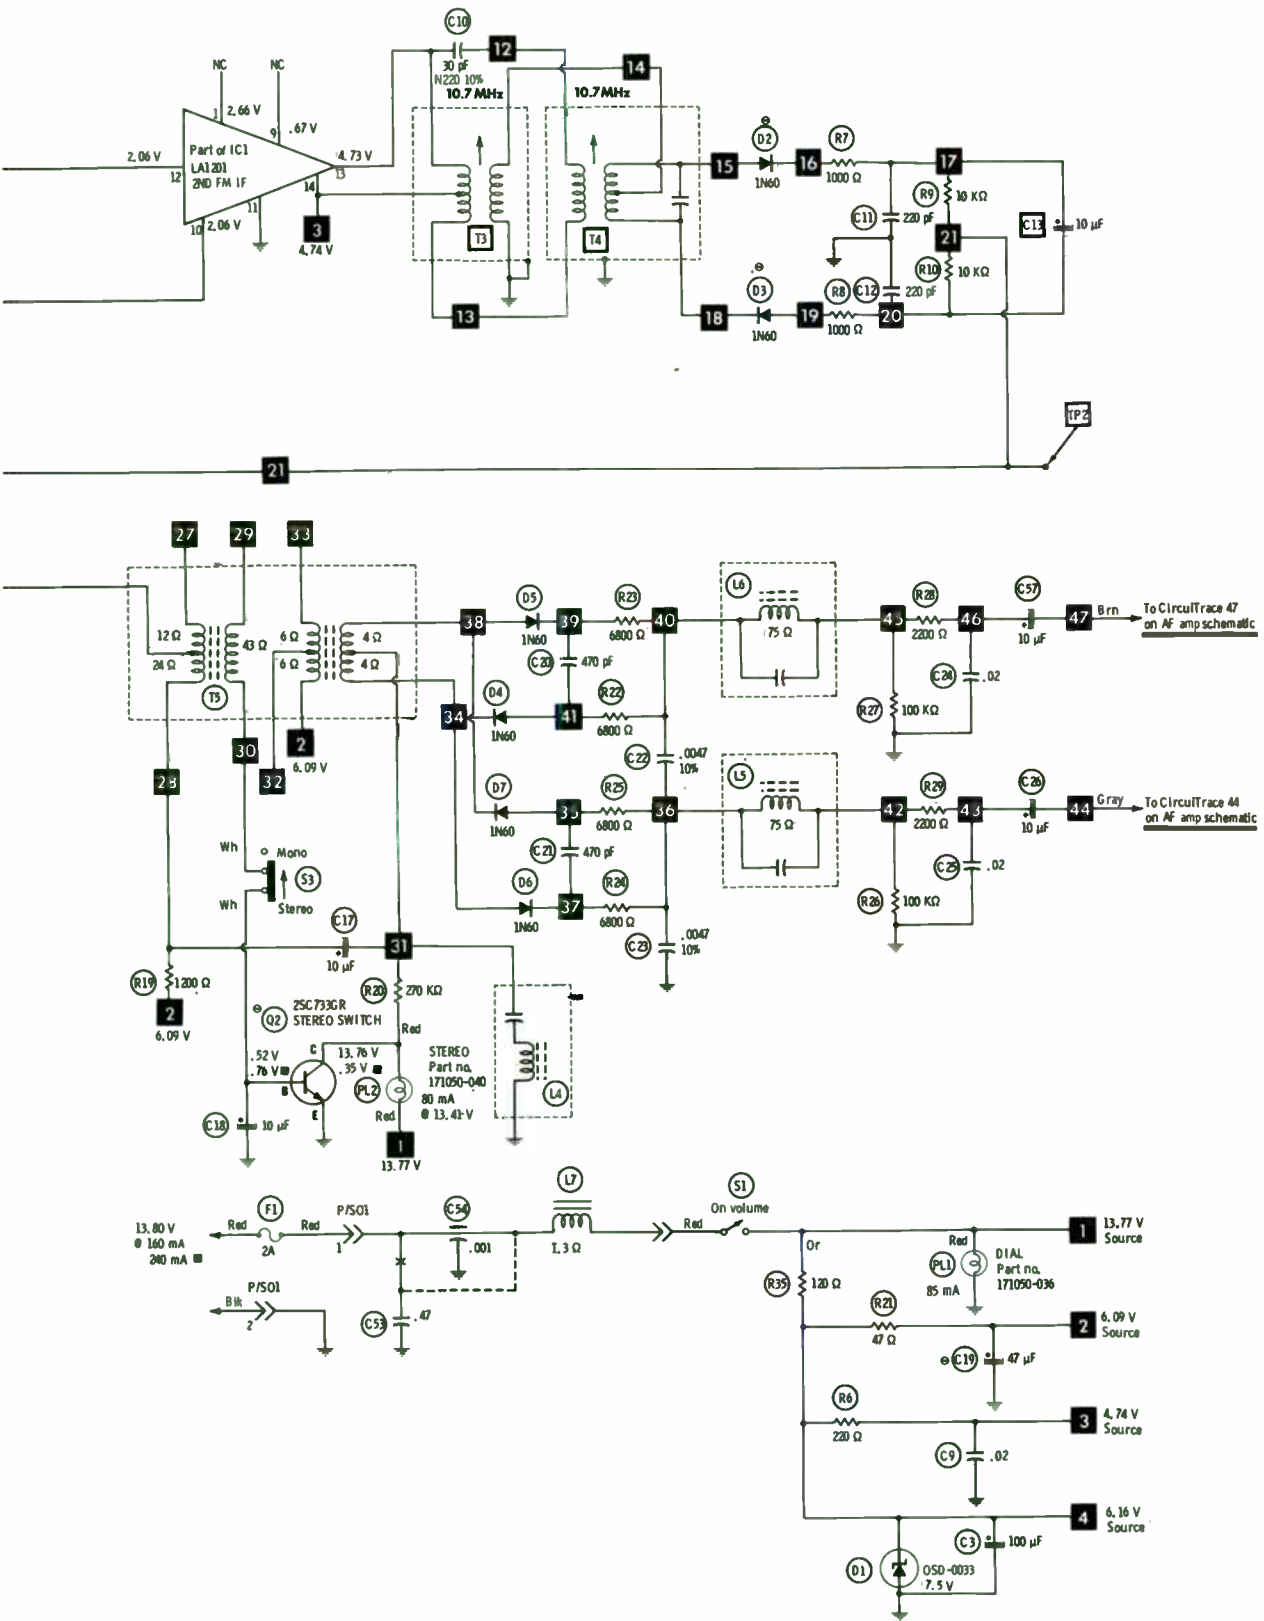 C10
12
30 pF
N220 10%
14
NC
NC
10.7 MHz
10.7 MHz
1
2.66 V
9
.67 V
Part of IC1
LA1201
2ND FM IF
2.06 V
12
4.73 V
13
14
11
10
2.06 V
3
4.74 V
T3
T4
13
15
D2
1N60
16
R7
1000 Ω
17
R9
10 KΩ
C11
220 pF
21
C13
10 µF
R10
10 KΩ
18
D3
1N60
19
R8
1000 Ω
C12
220 pF
20
TP2
21
27
29
33
12 Ω
24 Ω
43 Ω
6 Ω
6 Ω
4 Ω
4 Ω
T5
28
30
32
2
6.09 V
38
D5
1N60
39
R23
6800 Ω
40
C20
470 pF
34
D4
1N60
41
R22
6800 Ω
C22
.0047
10%
D7
1N60
35
R25
6800 Ω
36
C21
470 pF
D6
1N60
37
R24
6800 Ω
C23
.0047
10%
L6
75 Ω
45
R28
2200 Ω
46
C57
10 µF
47
Brn
To CircuiTrace 47
on AF amp schematic
R27
100 KΩ
C24
.02
L5
75 Ω
42
R29
2200 Ω
43
C26
10 µF
44
Gray
To CircuiTrace 44
on AF amp schematic
R26
100 KΩ
C25
.02
Wh
Mono
S3
Wh
Stereo
C17
10 µF
31
R19
1200 Ω
2
6.09 V
R20
270 KΩ
Q2
2SC733GR
STEREO SWITCH
Red
.52 V
.76 V
C
13.76 V
.35 V
B
E
PL2
STEREO
Part no.
171050-040
80 mA
@ 13.41 V
Red
L4
C18
10 µF
1
13.77 V
13.80 V
@ 160 mA
240 mA
Red
F1
2A
Red
P/SO1
1
C54
.001
L7
1.3 Ω
Red
S1
On volume
Blk
P/SO1
2
C53
.47
Or
R35
120 Ω
Red
PL1
85 mA
DIAL
Part no.
171050-036
1
13.77 V
Source
R21
47 Ω
2
6.09 V
Source
C19
47 µF
R6
220 Ω
3
4.74 V
Source
C9
.02
4
6.16 V
Source
C3
100 µF
D1
OSD-0033
7.5 V